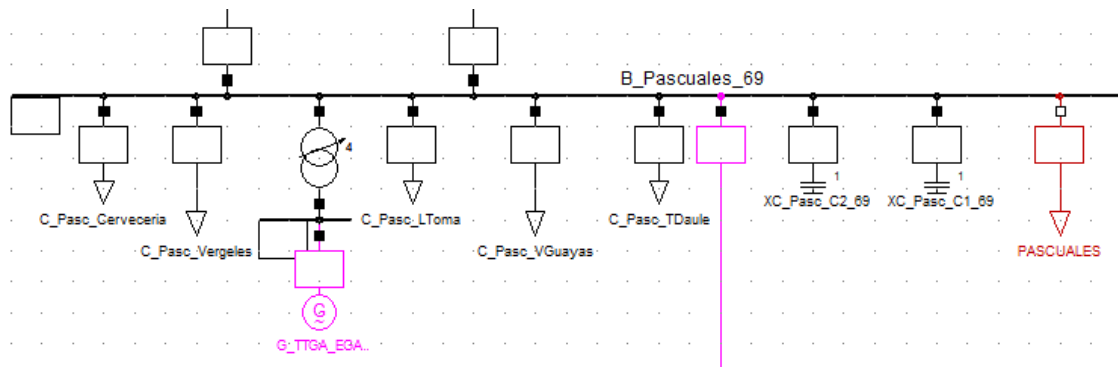 B_Pascuales_69
4
1
1
C_Pasc_Cerveceria
C_Pasc_LToma
C_Pasc_TDaule
XC_Pasc_C2_69
XC_Pasc_C1_69
C_Pasc_Vergeles
C_Pasc_VGuayas
PASCUALES
G
~
G_TTGA_EGA..